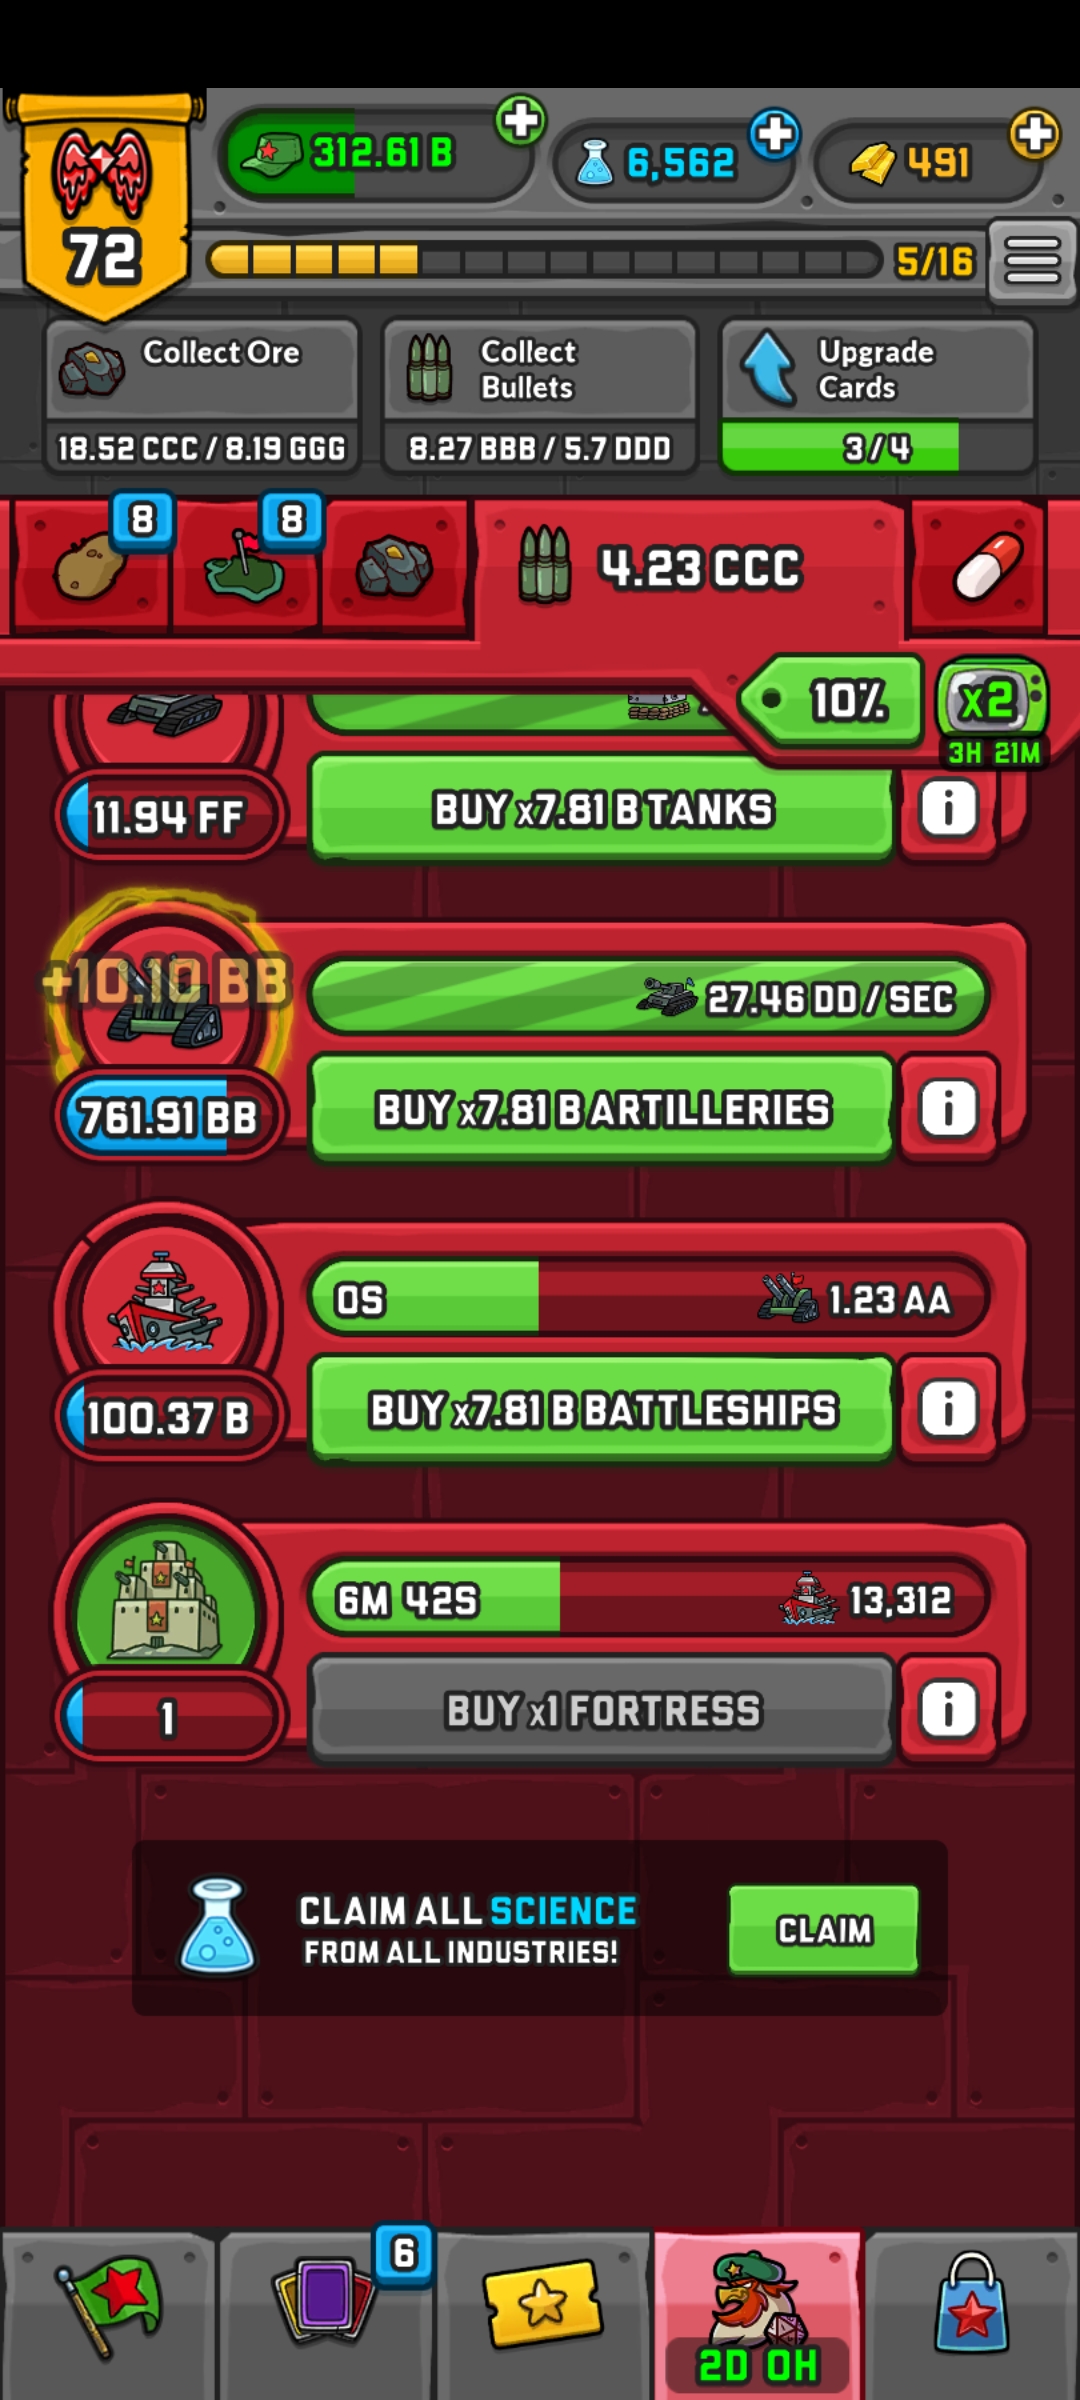 312.61 B
6,562
491
72
5/16
Collect Ore
Collect
Bullets
Upgrade
Cards
18.52 CCC / 8.19 GGG
8.27 BBB / 5.7 DDD
3/4
8
8
4.23 CCC
10%
x2
3H 21M
11.94 FF
BUY x7.81 B TANKS
i
+10.10 BB
27.46 DD / SEC
761.91 BB
BUY x7.81 B ARTILLERIES
i
0S
1.23 AA
100.37 B
BUY x7.81 B BATTLESHIPS
i
6M 42S
13,312
1
BUY x1 FORTRESS
i
CLAIM ALL SCIENCE
FROM ALL INDUSTRIES!
CLAIM
6
2D 0H